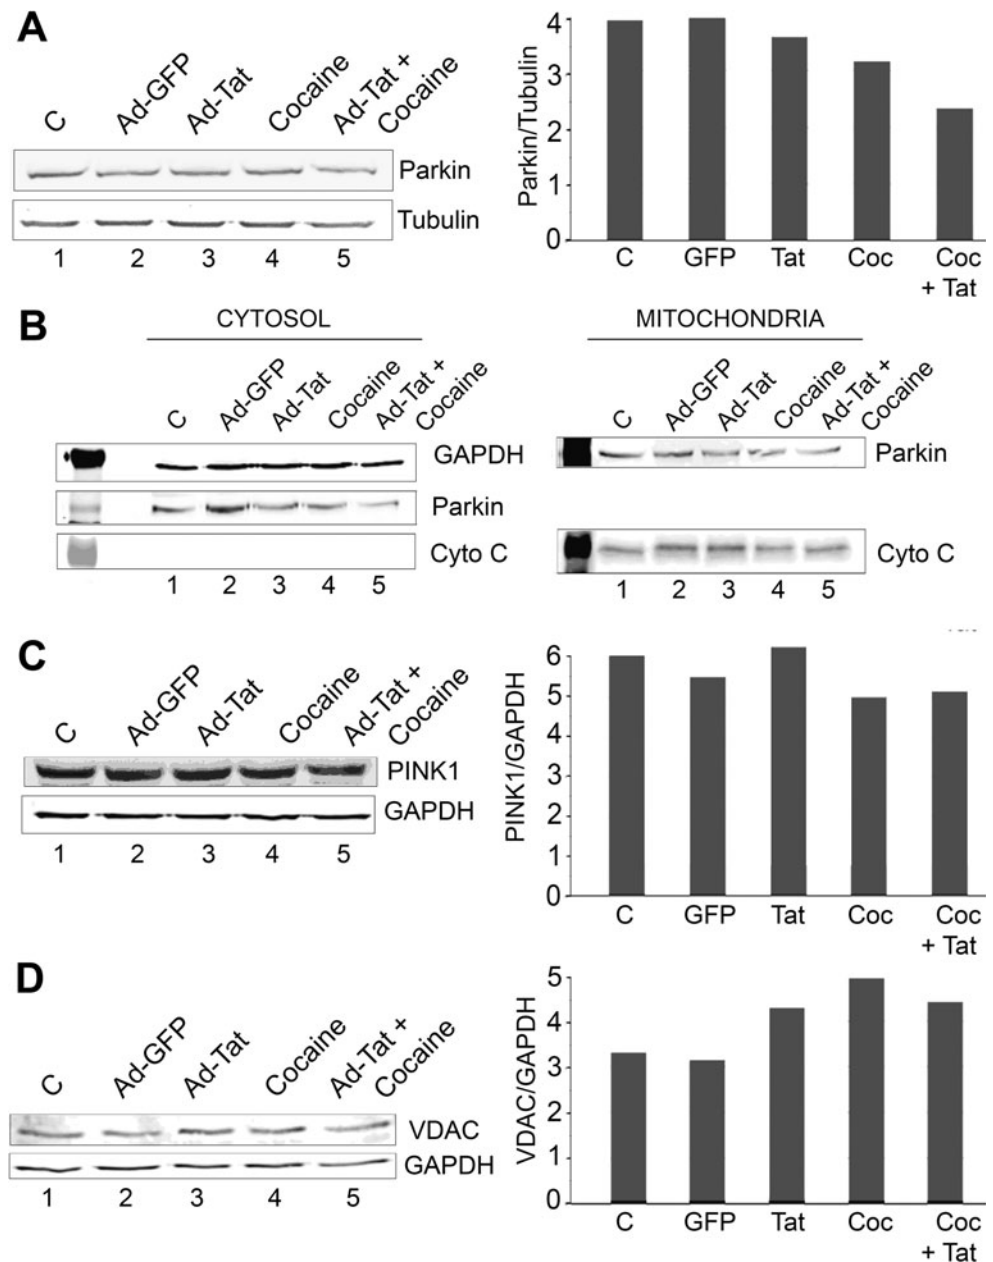 A
C
Ad-GFP
Ad-Tat
Cocaine
Ad-Tat +
Cocaine
Parkin
Tubulin
1 2 3 4 5
Parkin/Tubulin
4
3
2
1
0
C GFP Tat Coc Coc
+ Tat
B
CYTOSOL
C
Ad-GFP
Ad-Tat
Cocaine
Ad-Tat +
Cocaine
GAPDH
Parkin
Cyto C
1 2 3 4 5
MITOCHONDRIA
C
Ad-GFP
Ad-Tat
Cocaine
Ad-Tat +
Cocaine
Parkin
Cyto C
1 2 3 4 5
C
C
Ad-GFP
Ad-Tat
Cocaine
Ad-Tat +
Cocaine
PINK1
GAPDH
1 2 3 4 5
PINK1/GAPDH
6
5
4
3
2
1
0
C GFP Tat Coc Coc
+ Tat
D
C
Ad-GFP
Ad-Tat
Cocaine
Ad-Tat +
Cocaine
VDAC
GAPDH
1 2 3 4 5
VDAC/GAPDH
5
4
3
2
1
0
C GFP Tat Coc Coc
+ Tat